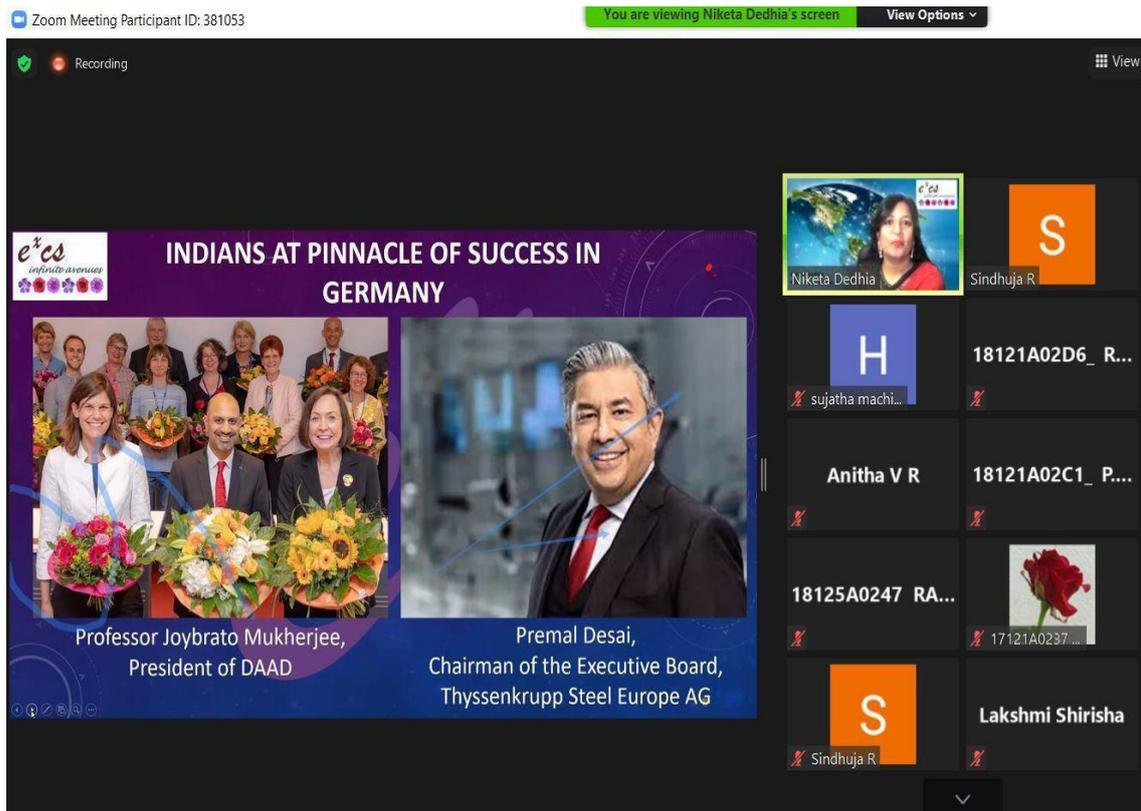 Zoom Meeting Participant ID: 381053
You are viewing Niketa Dedhia's screen
View Options
Recording
View
excs
infinite avenues
INDIANS AT PINNACLE OF SUCCESS IN
GERMANY
Professor Joybrato Mukherjee,
President of DAAD
Premal Desai,
Chairman of the Executive Board,
Thyssenkrupp Steel Europe AG
excs
Niketa Dedhia
S
Sindhuja R
H
sujatha machi...
18121A02D6_ R...
Anitha V R
18121A02C1_ P....
18125A0247 RA...
17121A0237 ...
S
Sindhuja R
Lakshmi Shirisha